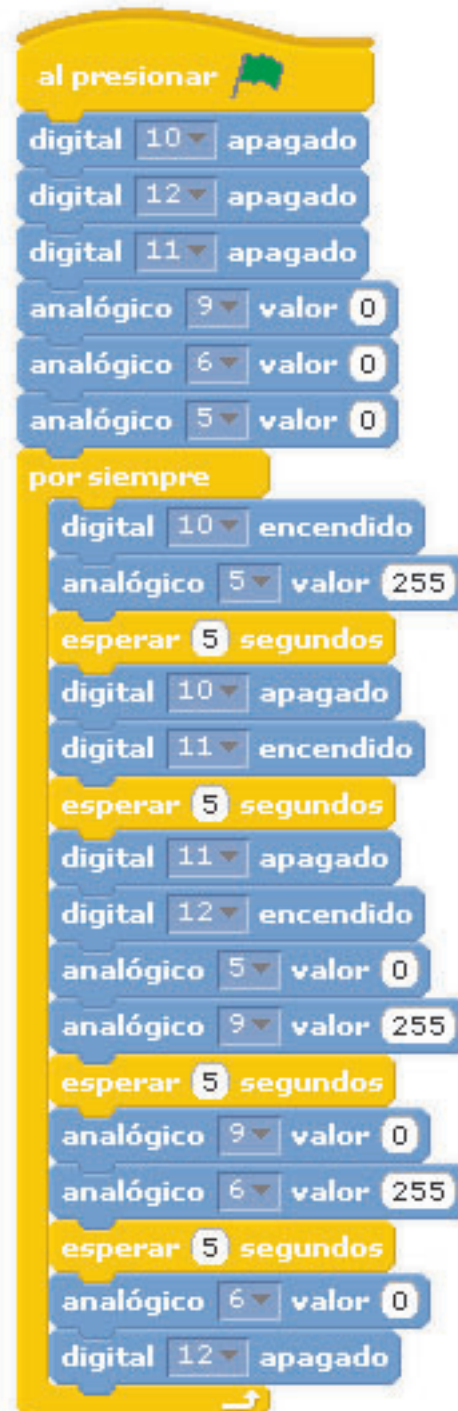 al presionar
digital 10 apagado
digital 12 apagado
digital 11 apagado
analógico 9 valor 0
analógico 6 valor 0
analógico 5 valor 0
por siempre
digital 10 encendido
analógico 5 valor 255
esperar 5 segundos
digital 10 apagado
digital 11 encendido
esperar 5 segundos
digital 11 apagado
digital 12 encendido
analógico 5 valor 0
analógico 9 valor 255
esperar 5 segundos
analógico 9 valor 0
analógico 6 valor 255
esperar 5 segundos
analógico 6 valor 0
digital 12 apagado